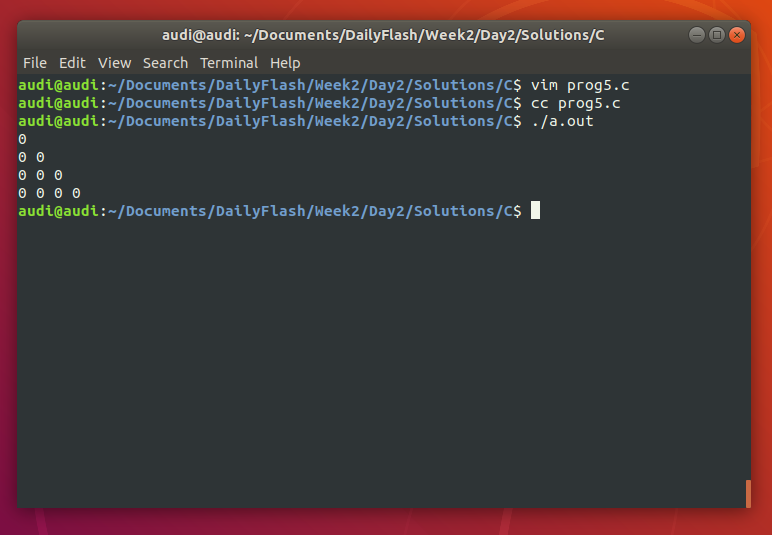 audi@audi: ~/Documents/DailyFlash/Week2/Day2/Solutions/C
File Edit View Search Terminal Help
audi@audi:~/Documents/DailyFlash/Week2/Day2/Solutions/C$ vim prog5.c
audi@audi:~/Documents/DailyFlash/Week2/Day2/Solutions/C$ cc prog5.c
audi@audi:~/Documents/DailyFlash/Week2/Day2/Solutions/C$ ./a.out
0
0 0
0 0 0
0 0 0 0
audi@audi:~/Documents/DailyFlash/Week2/Day2/Solutions/C$